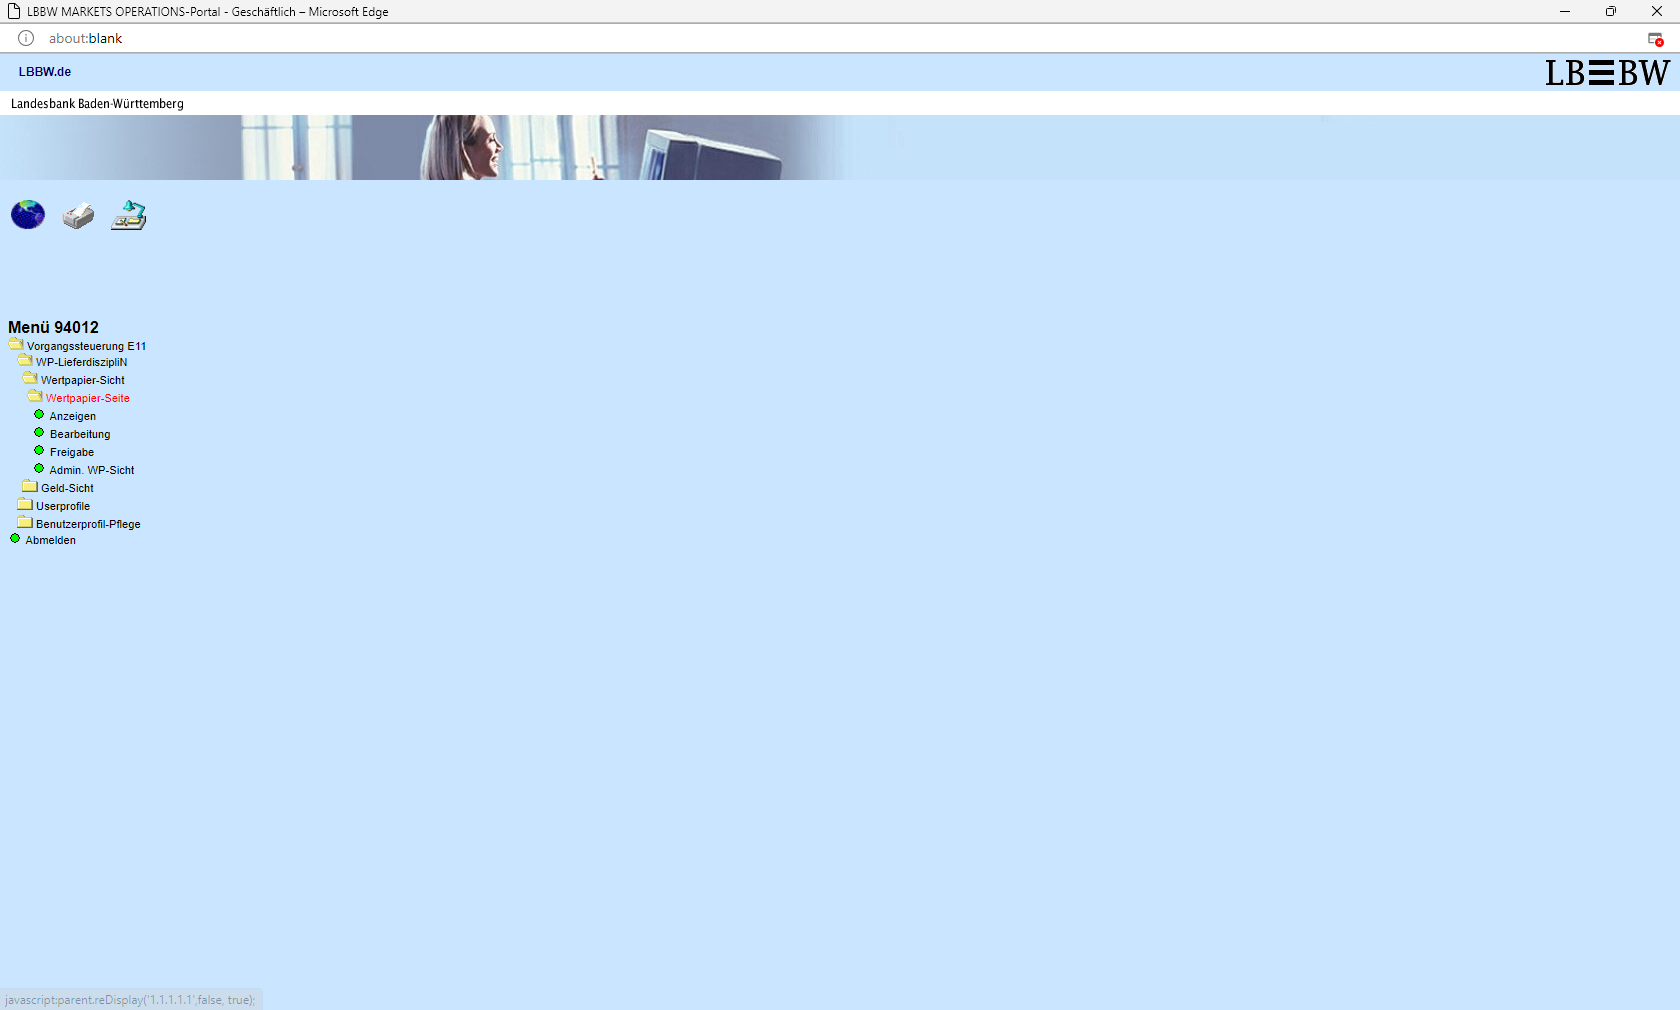 LBBW MARKETS OPERATIONS-Portal - Geschäftlich – Microsoft Edge
about:blank
LBBW.de
LB≡BW
Landesbank Baden-Württemberg
Menü 94012
Vorgangssteuerung E11
WP-LieferdiszipliN
Wertpapier-Sicht
Wertpapier-Seite
Anzeigen
Bearbeitung
Freigabe
Admin. WP-Sicht
Geld-Sicht
Userprofile
Benutzerprofil-Pflege
Abmelden
javascript:parent.reDisplay('1.1.1.1.1',false, true);